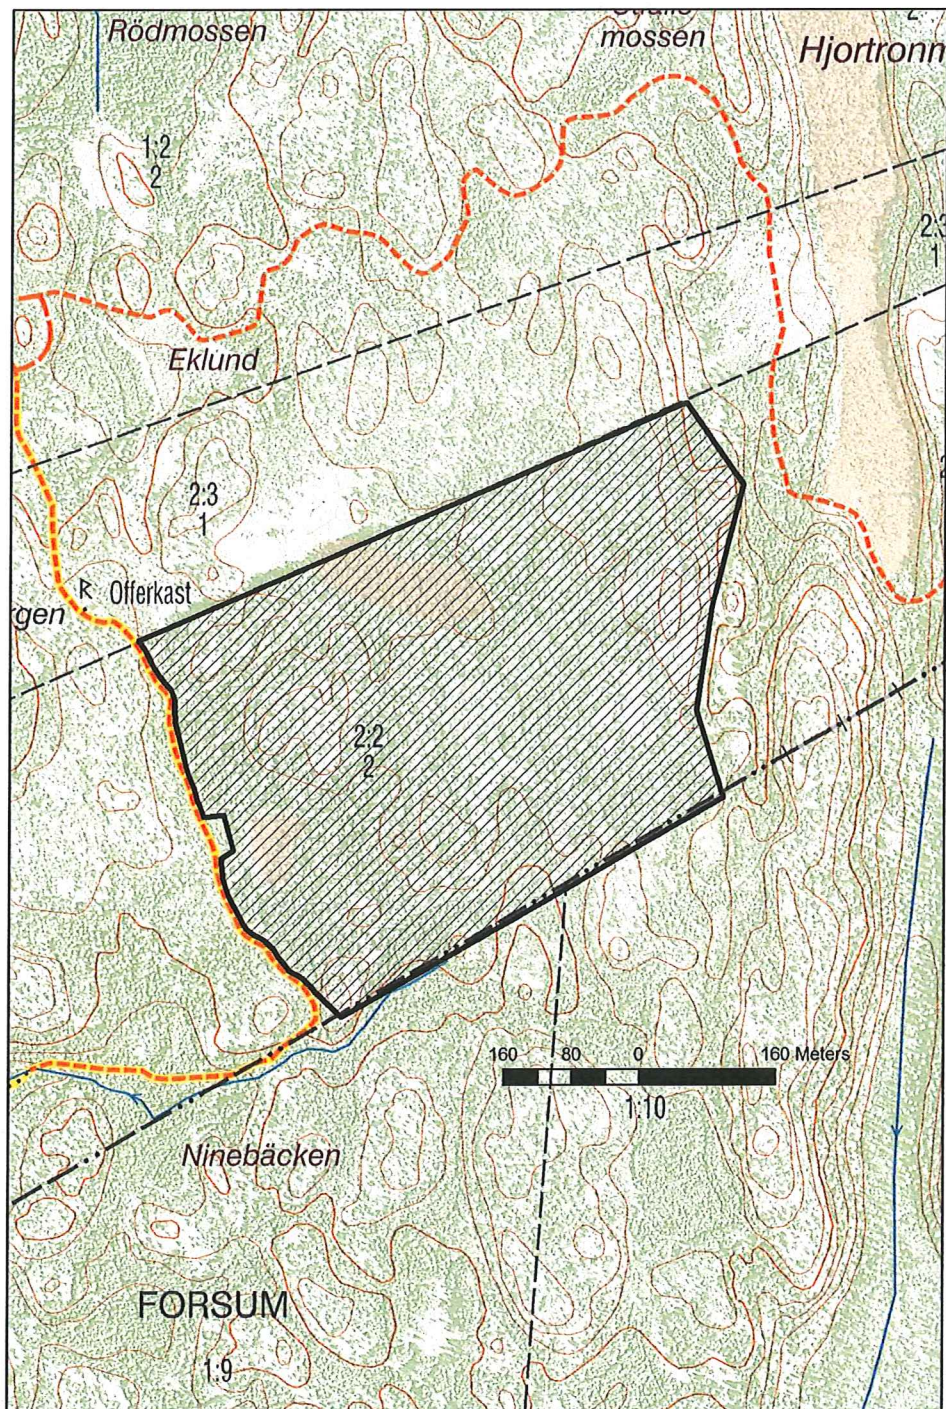 Rödmossen
mossen
Hjortronn
1:2
2
2:3
1
Eklund
2:3
1
R
Offerkast
gen
2:2
2
160 80 0 160 Meters
1:10
Ninebäcken
FORSUM
1:9